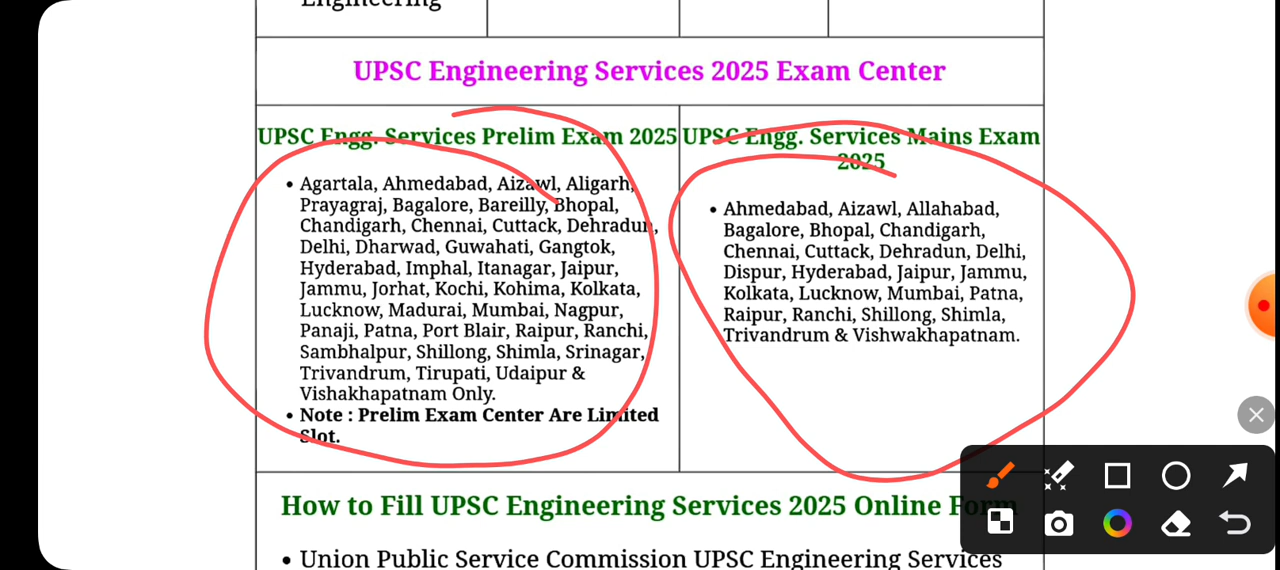 Engineering
UPSC Engineering Services 2025 Exam Center
UPSC Engg. Services Prelim Exam 2025
Agartala, Ahmedabad, Aizawl, Aligarh,
Prayagraj, Bagalore, Bareilly, Bhopal,
Chandigarh, Chennai, Cuttack, Dehradun,
Delhi, Dharwad, Guwahati, Gangtok,
Hyderabad, Imphal, Itanagar, Jaipur,
Jammu, Jorhat, Kochi, Kohima, Kolkata,
Lucknow, Madurai, Mumbai, Nagpur,
Panaji, Patna, Port Blair, Raipur, Ranchi,
Sambhalpur, Shillong, Shimla, Srinagar,
Trivandrum, Tirupati, Udaipur &
Vishakhapatnam Only.
Note : Prelim Exam Center Are Limited
Slot.
UPSC Engg. Services Mains Exam
2025
Ahmedabad, Aizawl, Allahabad,
Bagalore, Bhopal, Chandigarh,
Chennai, Cuttack, Dehradun, Delhi,
Dispur, Hyderabad, Jaipur, Jammu,
Kolkata, Lucknow, Mumbai, Patna,
Raipur, Ranchi, Shillong, Shimla,
Trivandrum & Vishwakhapatnam.
How to Fill UPSC Engineering Services 2025 Online Form
Union Public Service Commission UPSC Engineering Services